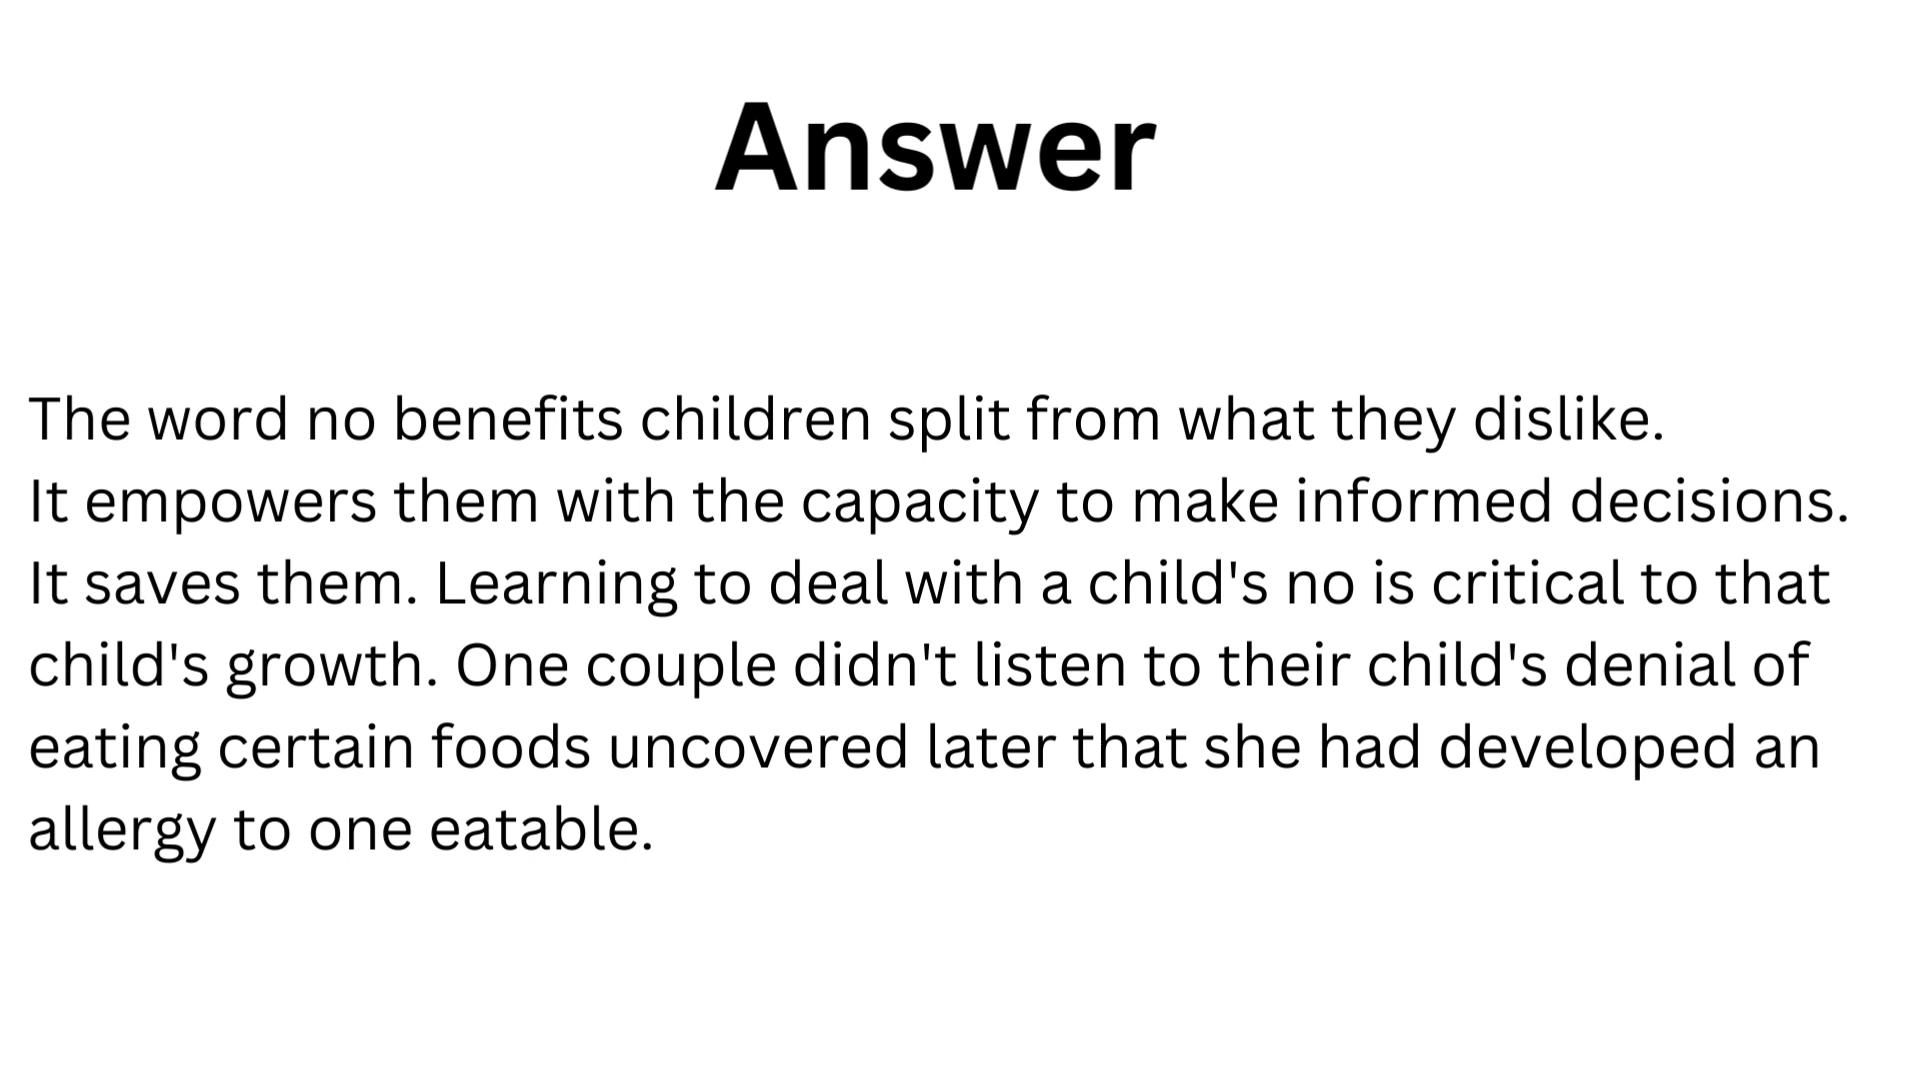 Answer
The word no benefits children split from what they dislike.
It empowers them with the capacity to make informed decisions.
It saves them. Learning to deal with a child's no is critical to that
child's growth. One couple didn't listen to their child's denial of
eating certain foods uncovered later that she had developed an
allergy to one eatable.